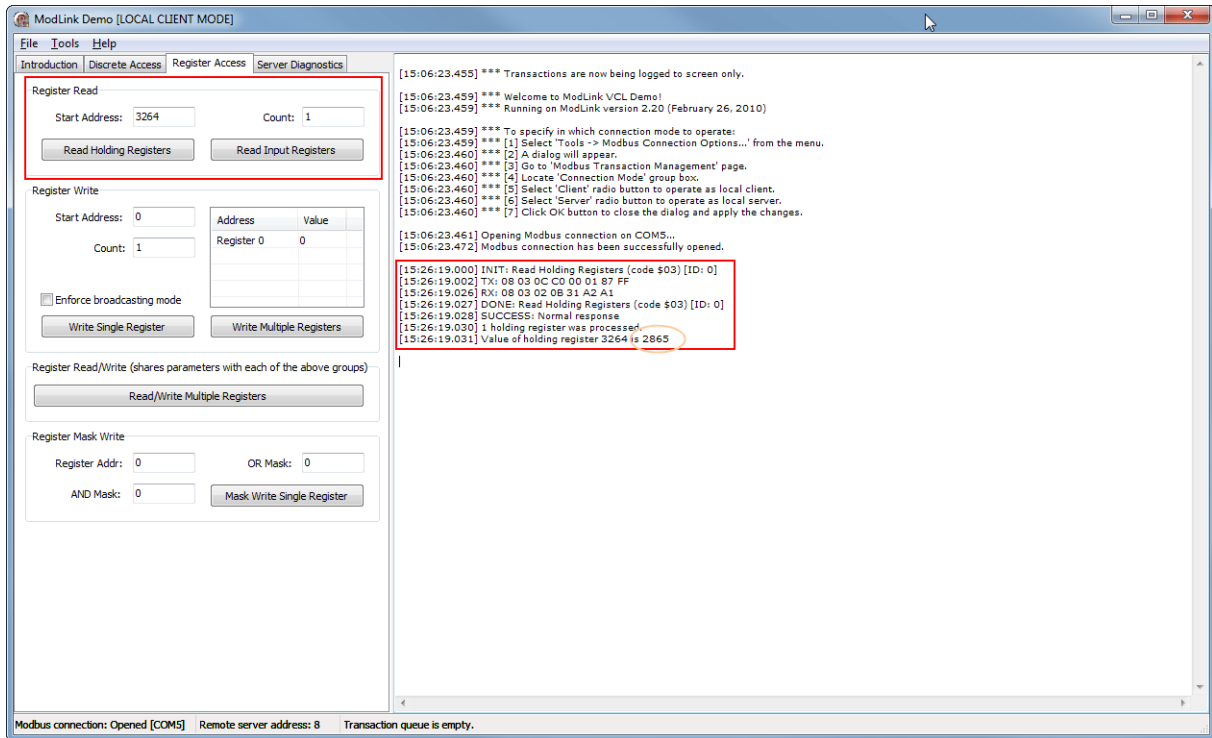 ModLink Demo [LOCAL CLIENT MODE]
File Tools Help
Introduction Discrete Access Register Access Server Diagnostics
Register Read
Start Address: 3264 Count: 1
Read Holding Registers Read Input Registers
Register Write
Start Address: 0
Count: 1
Address Value
Register 0 0
Enforce broadcasting mode
Write Single Register Write Multiple Registers
Register Read/Write (shares parameters with each of the above groups)
Read/Write Multiple Registers
Register Mask Write
Register Addr: 0 OR Mask: 0
AND Mask: 0 Mask Write Single Register
[15:06:23.455] *** Transactions are now being logged to screen only.
[15:06:23.459] *** Welcome to ModLink VCL Demo!
[15:06:23.459] *** Running on ModLink version 2.20 (February 26, 2010)
[15:06:23.459] *** To specify in which connection mode to operate:
[15:06:23.459] *** [1] Select 'Tools -> Modbus Connection Options...' from the menu.
[15:06:23.460] *** [2] A dialog will appear.
[15:06:23.460] *** [3] Go to 'Modbus Transaction Management' page.
[15:06:23.460] *** [4] Locate 'Connection Mode' group box.
[15:06:23.460] *** [5] Select 'Client' radio button to operate as local client.
[15:06:23.460] *** [6] Select 'Server' radio button to operate as local server.
[15:06:23.460] *** [7] Click OK button to close the dialog and apply the changes.
[15:06:23.461] Opening Modbus connection on COM5...
[15:06:23.472] Modbus connection has been successfully opened.
[15:26:19.000] INIT: Read Holding Registers (code $03) [ID: 0]
[15:26:19.002] TX: 08 03 0C C0 00 01 87 FF
[15:26:19.026] RX: 08 03 02 0B 31 A2 A1
[15:26:19.027] DONE: Read Holding Registers (code $03) [ID: 0]
[15:26:19.028] SUCCESS: Normal response
[15:26:19.030] 1 holding register was processed.
[15:26:19.031] Value of holding register 3264 is 2865
Modbus connection: Opened [COM5] Remote server address: 8 Transaction queue is empty.